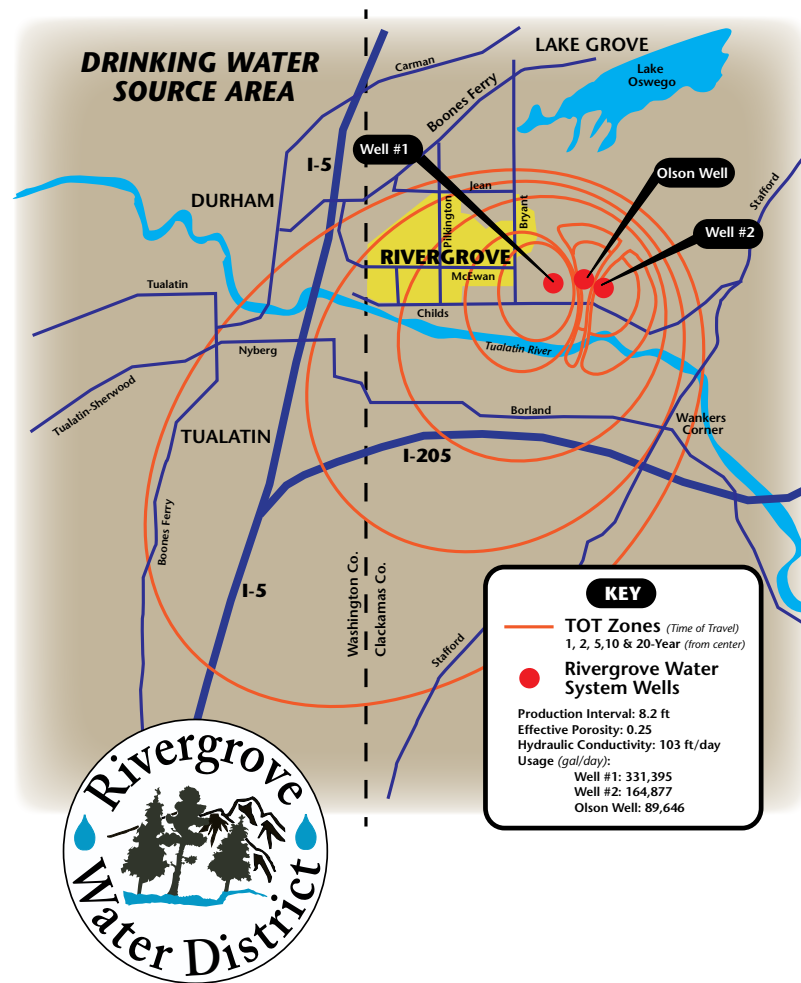 DRINKING WATER
SOURCE AREA
LAKE GROVE
Carman
Lake
Oswego
Boones Ferry
Well #1
I-5
Jean
Olson Well
Stafford
DURHAM
Pilkington
Bryant
Well #2
RIVERGROVE
McEwan
Tualatin
Childs
Tualatin River
Nyberg
Tualatin-Sherwood
Borland
Wankers
Corner
TUALATIN
I-205
Boones Ferry
Washington Co.
Clackamas Co.
I-5
Stafford
KEY
TOT Zones (Time of Travel)
1, 2, 5,10 & 20-Year (from center)
Rivergrove Water
System Wells
Production Interval: 8.2 ft
Effective Porosity: 0.25
Hydraulic Conductivity: 103 ft/day
Usage (gal/day):
Well #1: 331,395
Well #2: 164,877
Olson Well: 89,646
Rivergrove
Water District